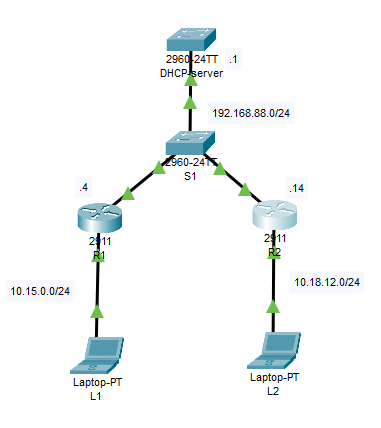 2960-24TT .1
DHCP-server
192.168.88.0/24
2960-24TT
S1
.4 .14
2911 2911
R1 R2
10.15.0.0/24 10.18.12.0/24
Laptop-PT Laptop-PT
L1 L2